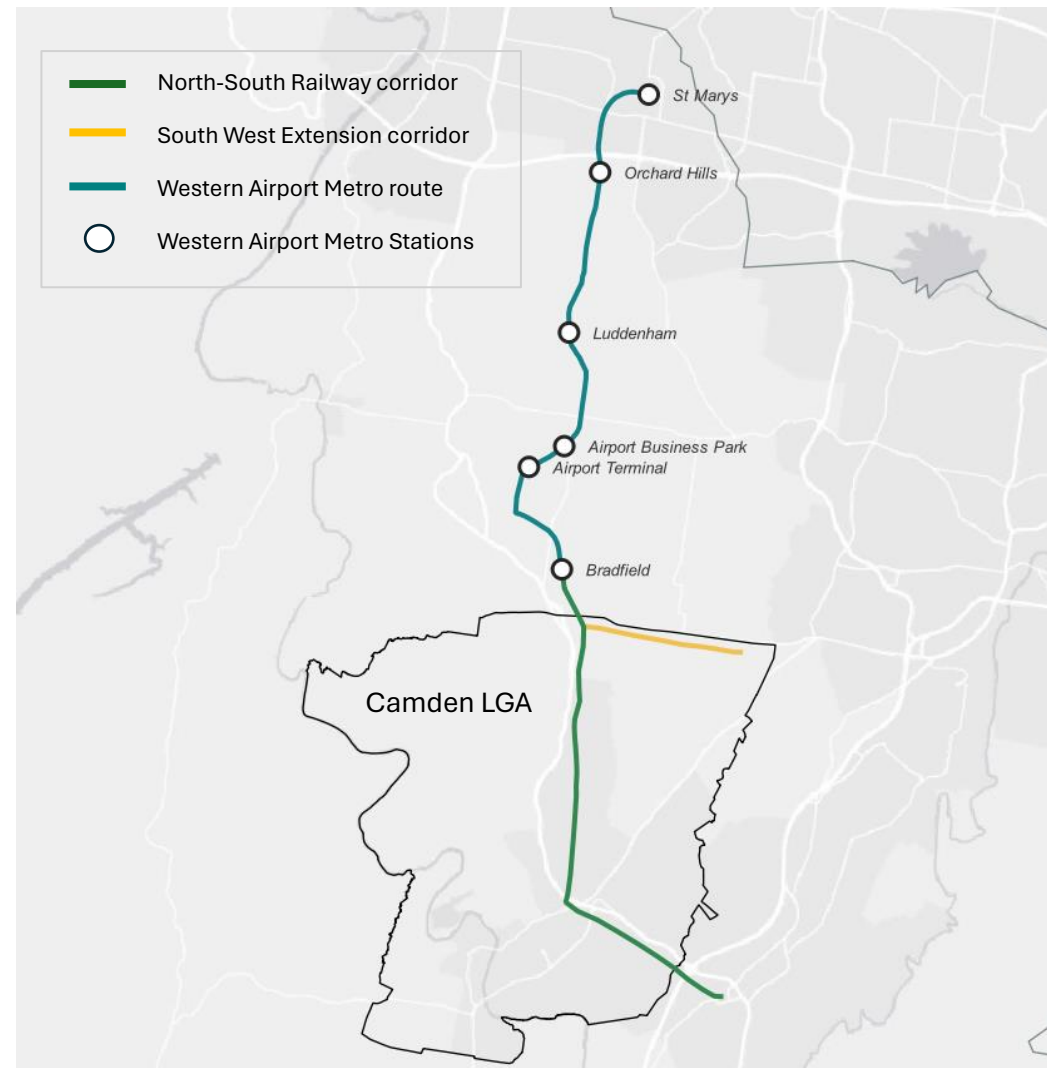 North-South Railway corridor
South West Extension corridor
Western Airport Metro route
Western Airport Metro Stations
St Marys
Orchard Hills
Luddenham
Airport Business Park
Airport Terminal
Bradfield
Camden LGA